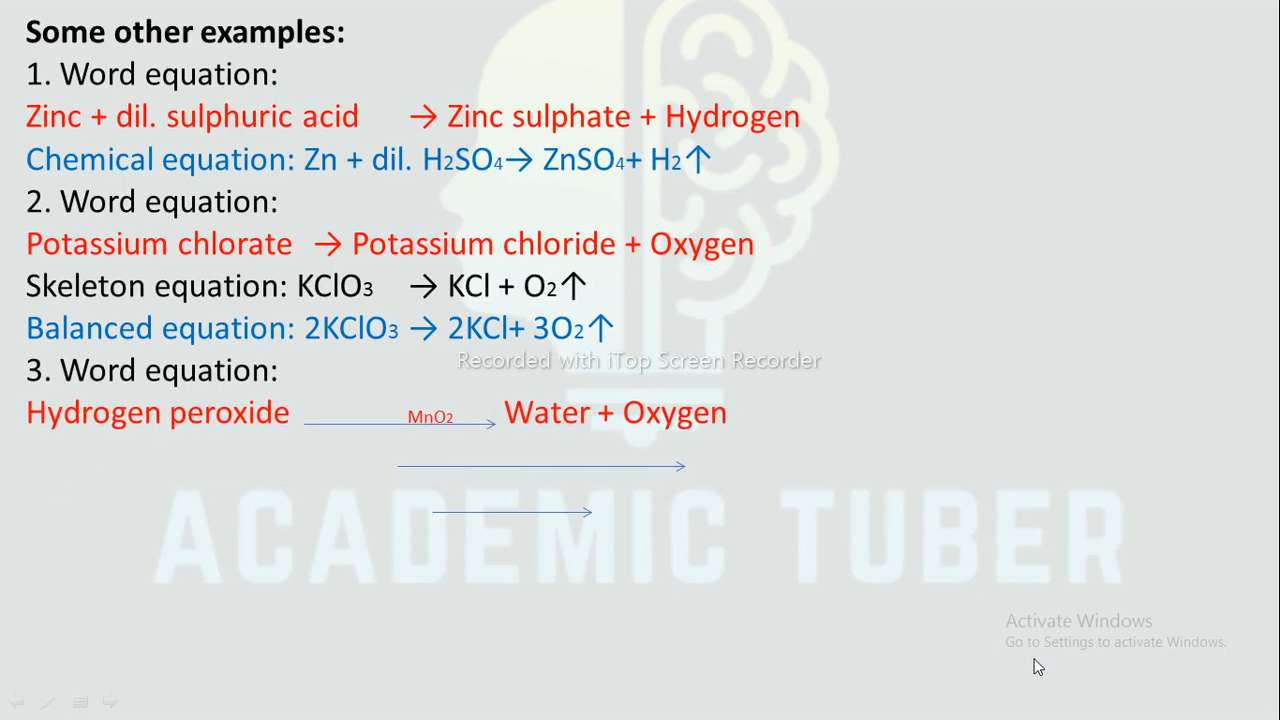 Some other examples:
1. Word equation:
Zinc + dil. sulphuric acid → Zinc sulphate + Hydrogen
Chemical equation: Zn + dil. H2SO4→ ZnSO4+ H2↑
2. Word equation:
Potassium chlorate → Potassium chloride + Oxygen
Skeleton equation: KClO3 → KCl + O2↑
Balanced equation: 2KClO3 → 2KCl+ 3O2↑
3. Word equation:
Recorded with iTop Screen Recorder
Hydrogen peroxide MnO2→ Water + Oxygen
ACADEMIC TUBER
Activate Windows
Go to Settings to activate Windows.